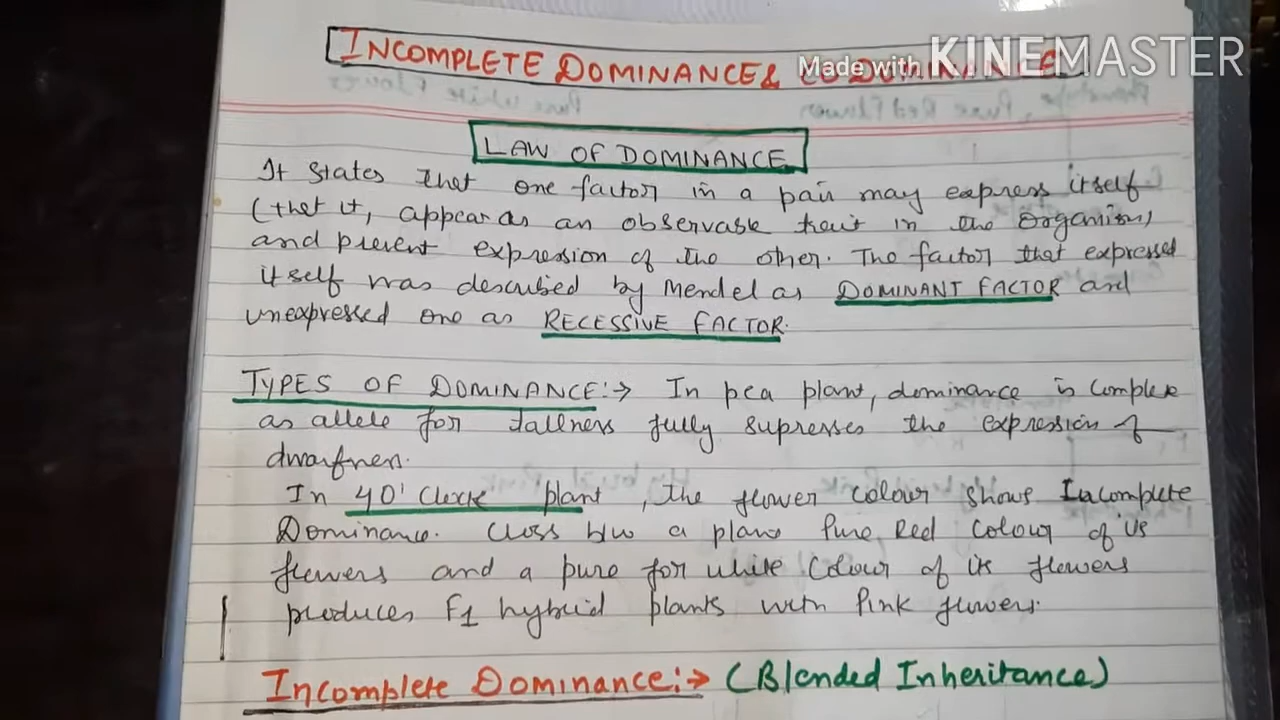 INCOMPLETE DOMINANCE & CO DOMINANCE
Made with KINEMASTER
LAW OF DOMINANCE
It states that one factor in a pair may express itself
(that it, appear as an observable trait in the Organism)
and prevent expression of the other. The factor that expressed
itself was described by Mendel as DOMINANT FACTOR and
unexpressed one as RECESSIVE FACTOR.
TYPES OF DOMINANCE:→ In pea plant, dominance is complete
as allele for Tallness fully supresses the expression of
dwarfness.
In 4O' Clock plant, the flower colour shows Incomplete
Dominance. Cross b/w a plant Pure Red Colour of its
flowers and a pure for white Colour of its flowers
produces F1 hybrid plants with Pink flowers.
Incomplete Dominance:→ (Blended Inheritance)